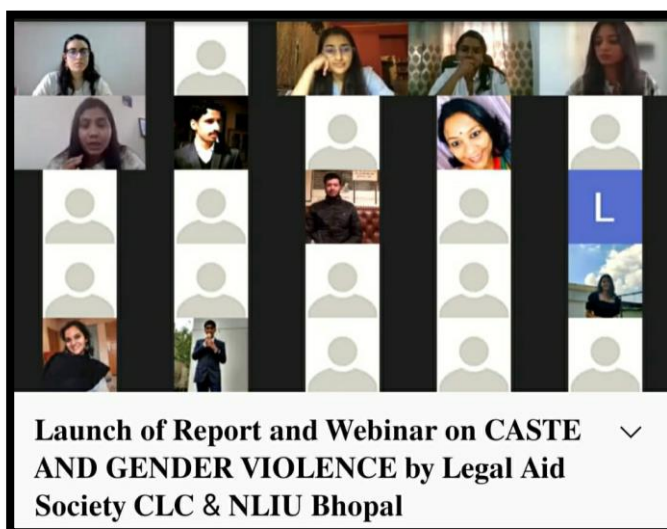 L
Launch of Report and Webinar on CASTE
AND GENDER VIOLENCE by Legal Aid
Society CLC & NLIU Bhopal